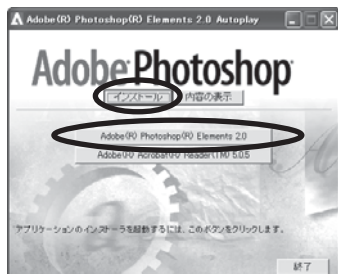 Adobe(R) Photoshop(R) Elements 2.0 Autoplay
Adobe Photoshop
インストール 内容の表示
Adobe(R) Photoshop(R) Elements 2.0
Adobe(R) Acrobat(R) Reader(TM) 5.0.5
アプリケーションのインストーラを起動するには、このボタンをクリックします。
終了